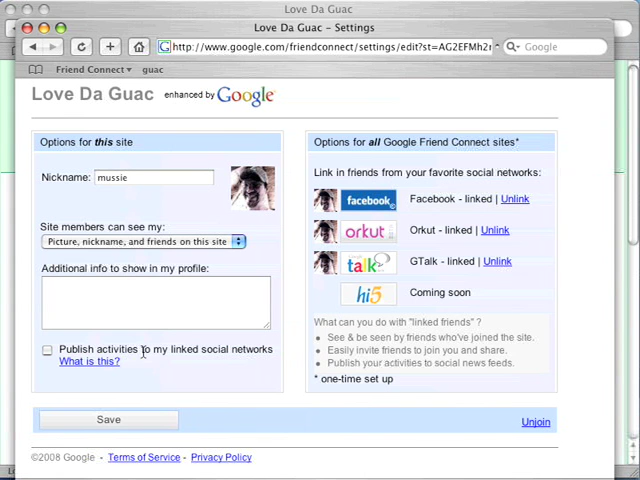 Love Da Guac
Love Da Guac - Settings
http://www.google.com/friendconnect/settings/edit?st=AG2EFMh2
Google
Friend Connect
guac
Love Da Guac enhanced by Google
Options for this site
Nickname: mussie
Site members can see my:
Picture, nickname, and friends on this site
Additional info to show in my profile:
Publish activities to my linked social networks
What is this?
Options for all Google Friend Connect sites*
Link in friends from your favorite social networks:
facebook Facebook - linked | Unlink
orkut Orkut - linked | Unlink
talk GTalk - linked | Unlink
hi5 Coming soon
What can you do with "linked friends" ?
• See & be seen by friends who've joined the site.
• Easily invite friends to join you and share.
• Publish your activities to social news feeds.
* one-time set up
Save
Unjoin
©2008 Google - Terms of Service - Privacy Policy